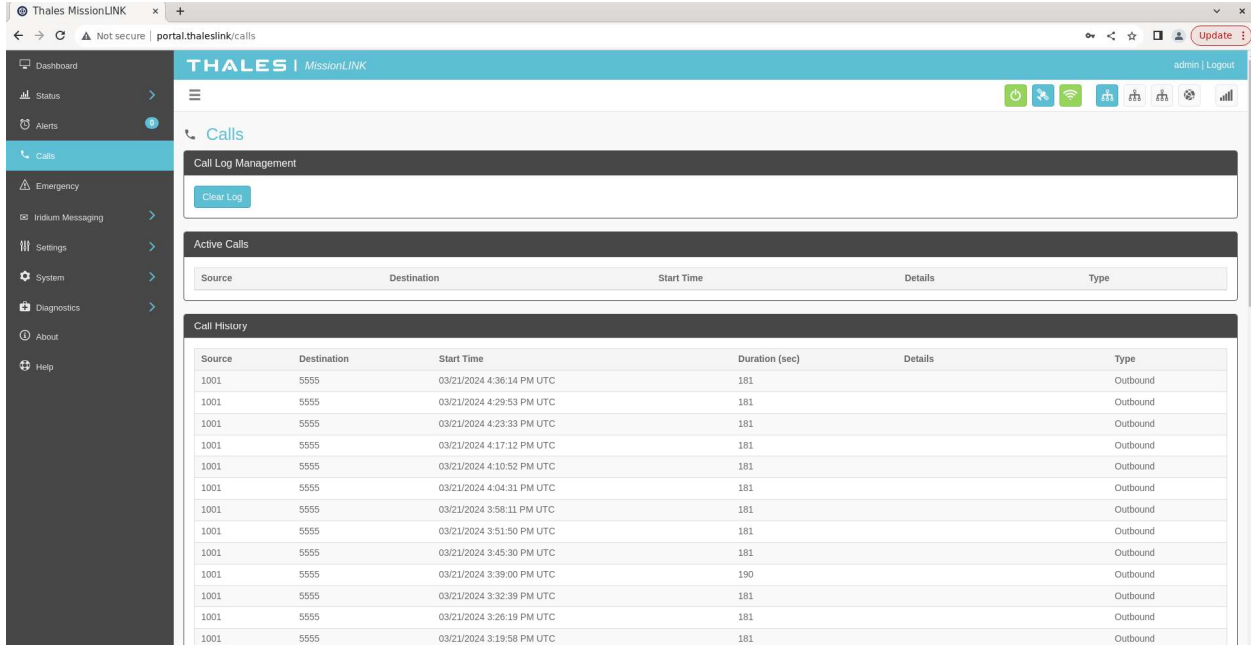 Thales MissionLINK
Not secure | portal.thaleslink/calls
Update
Dashboard
Status
Alerts 0
Calls
Emergency
Iridium Messaging
Settings
System
Diagnostics
About
Help
THALES | MissionLINK
admin | Logout
Calls
Call Log Management
Clear Log
Active Calls
Source Destination Start Time Details Type
Call History
Source Destination Start Time Duration (sec) Details Type
1001 5555 03/21/2024 4:36:14 PM UTC 181 Outbound
1001 5555 03/21/2024 4:29:53 PM UTC 181 Outbound
1001 5555 03/21/2024 4:23:33 PM UTC 181 Outbound
1001 5555 03/21/2024 4:17:12 PM UTC 181 Outbound
1001 5555 03/21/2024 4:10:52 PM UTC 181 Outbound
1001 5555 03/21/2024 4:04:31 PM UTC 181 Outbound
1001 5555 03/21/2024 3:58:11 PM UTC 181 Outbound
1001 5555 03/21/2024 3:51:50 PM UTC 181 Outbound
1001 5555 03/21/2024 3:45:30 PM UTC 181 Outbound
1001 5555 03/21/2024 3:39:00 PM UTC 190 Outbound
1001 5555 03/21/2024 3:32:39 PM UTC 181 Outbound
1001 5555 03/21/2024 3:26:19 PM UTC 181 Outbound
1001 5555 03/21/2024 3:19:58 PM UTC 181 Outbound